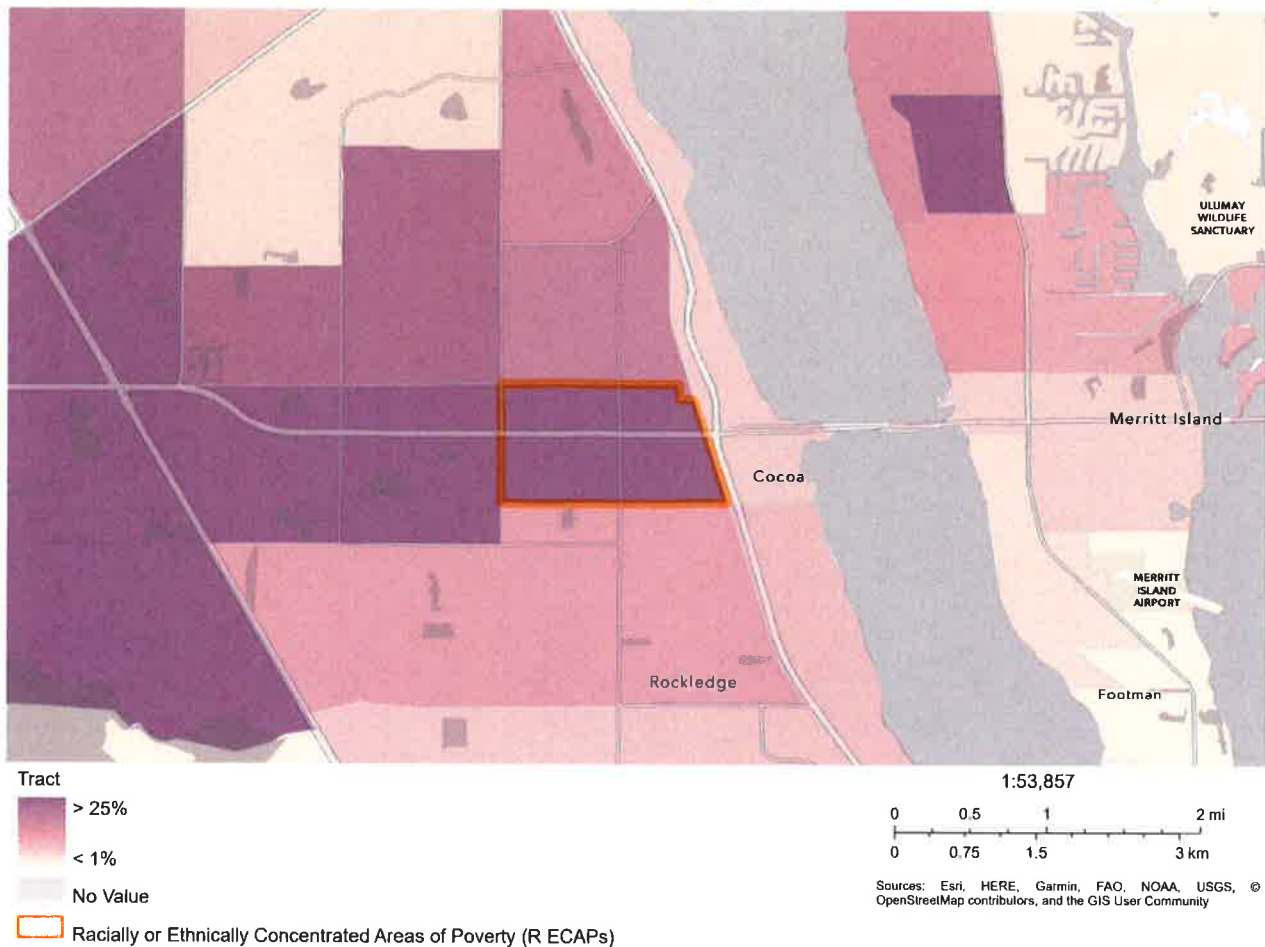 ULUMAY
WILDLIFE
SANCTUARY
Merritt Island
Cocoa
MERRITT
ISLAND
AIRPORT
Rockledge
Footman
Tract
> 25%
< 1%
No Value
Racially or Ethnically Concentrated Areas of Poverty (R ECAPs)
1:53,857
0 0.5 1 2 mi
0 0.75 1.5 3 km
Sources: Esri, HERE, Garmin, FAO, NOAA, USGS, ©
OpenStreetMap contributors, and the GIS User Community